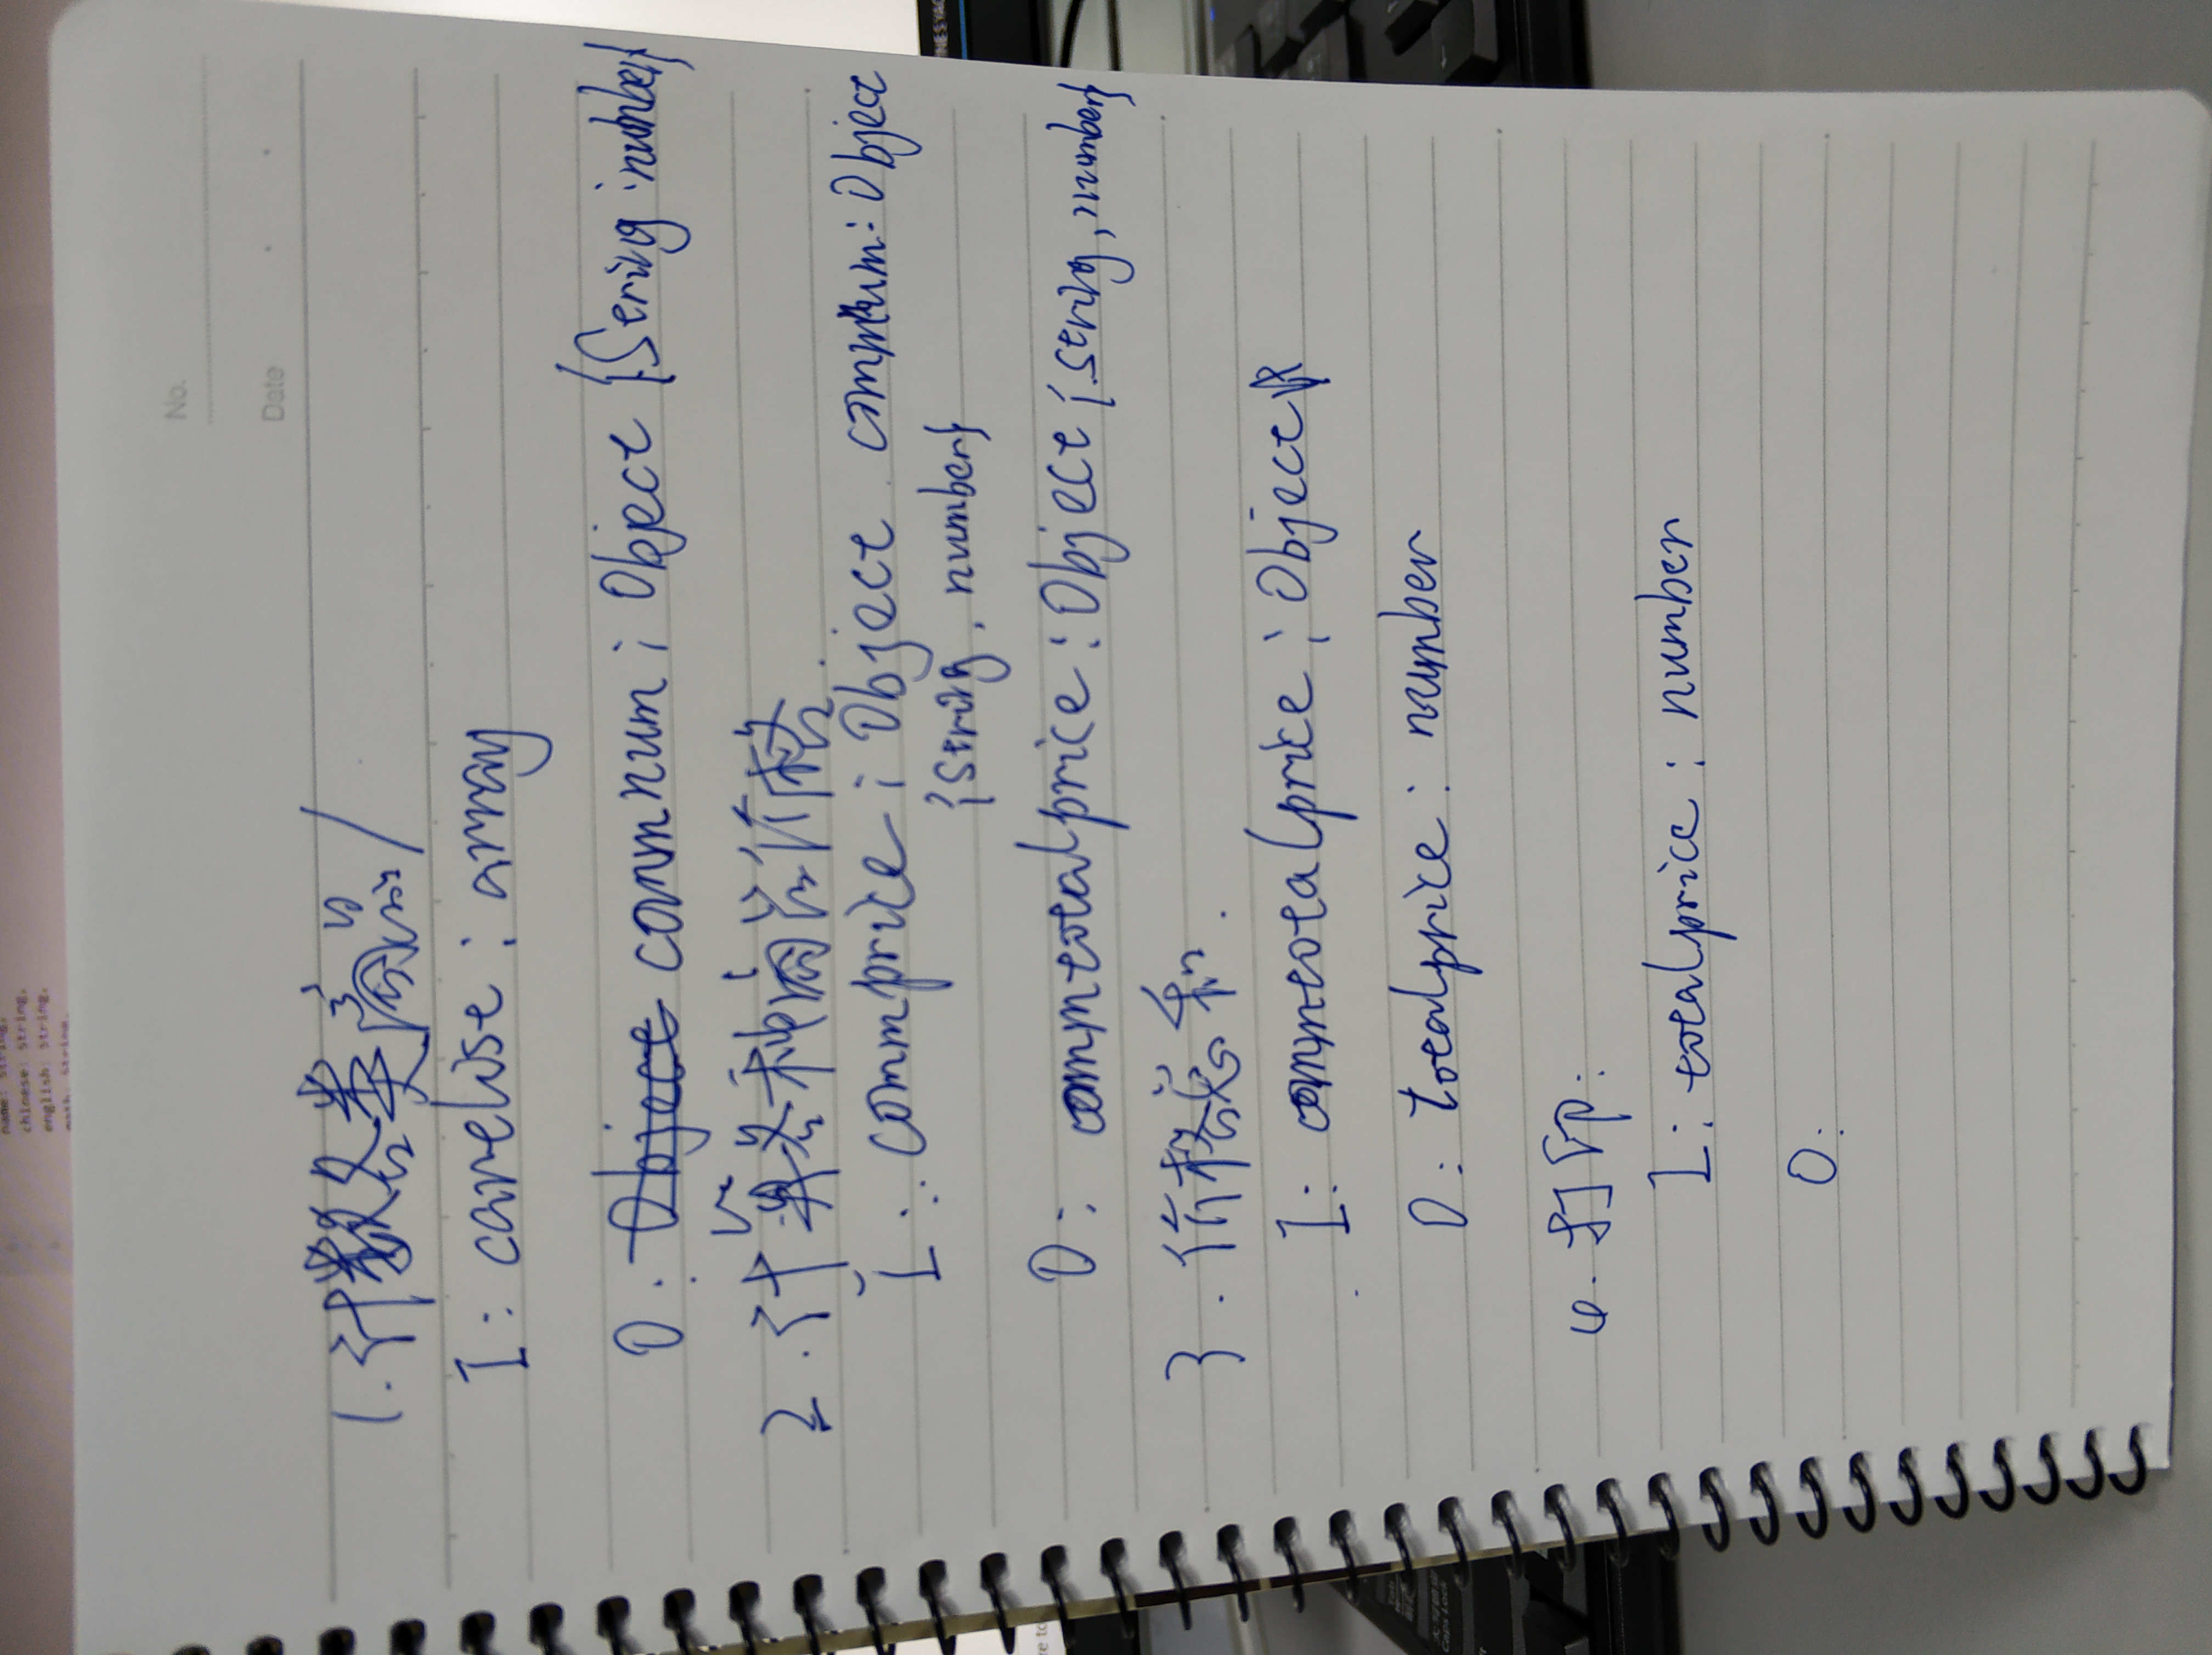 name: string,
chinese: string,
english: string,
math: string,
No.
Date
1. 计数各类商品/
I: cartlist: array
O: Object commnum: Object {String:number}
2. 计算各种商品价格.
I: commprice: Object commnum: Object
{string, number}
O: commtotalprice: Object {string, number}
3. 价格总和.
I: commtotalprice: Object
O: totalprice: number
4. 打印:
I: totalprice: number
O:
Tab
Caps Lock